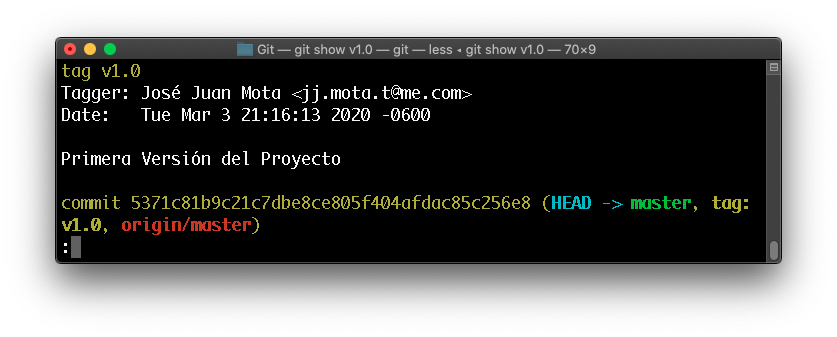 Git — git show v1.0 — git — less ◂ git show v1.0 — 70×9
tag v1.0
Tagger: José Juan Mota <jj.mota.t@me.com>
Date:   Tue Mar 3 21:16:13 2020 -0600
Primera Versión del Proyecto
commit 5371c81b9c21c7dbe8ce805f404afdac85c256e8 (HEAD -> master, tag:
v1.0, origin/master)
: